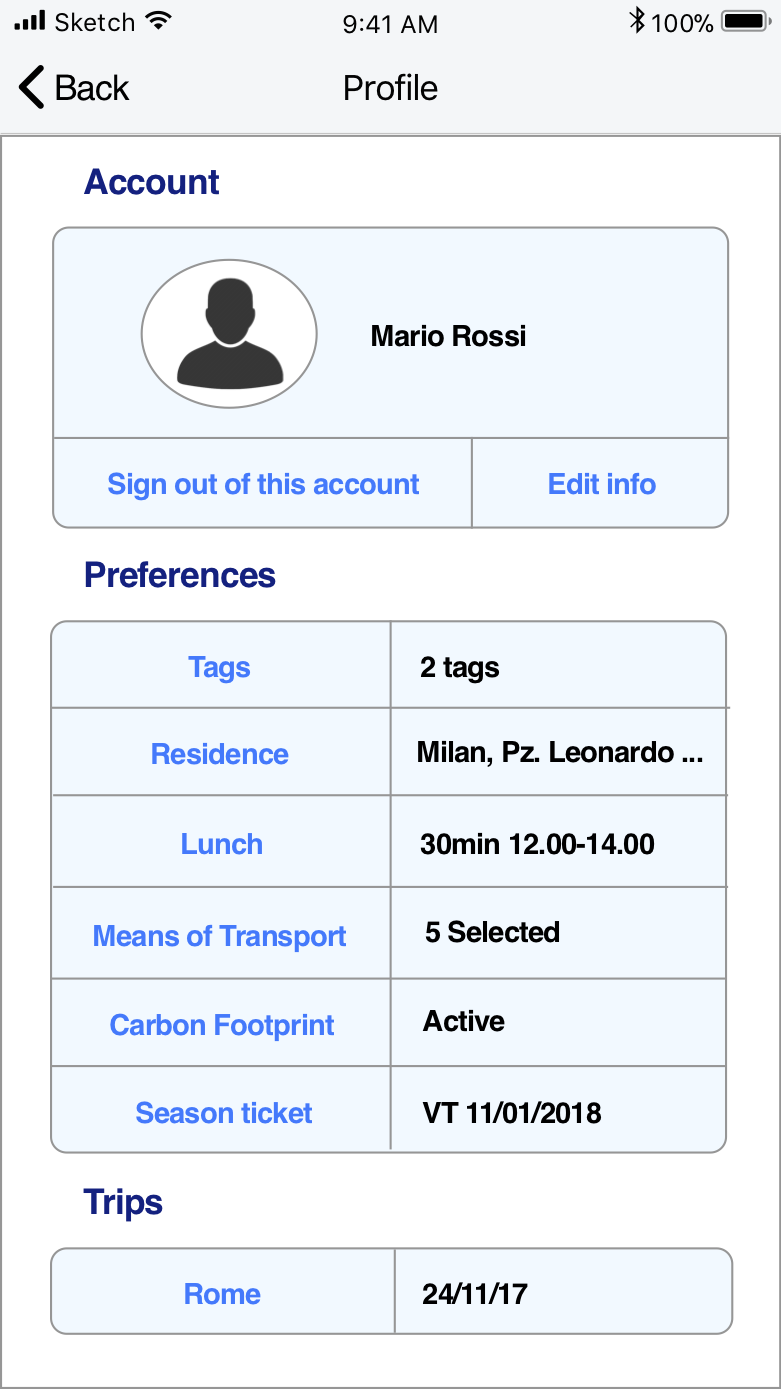 Sketch 9:41 AM 100%
Back Profile
Account
Mario Rossi
Sign out of this account Edit info
Preferences
Tags 2 tags
Residence Milan, Pz. Leonardo ...
Lunch 30min 12.00-14.00
Means of Transport 5 Selected
Carbon Footprint Active
Season ticket VT 11/01/2018
Trips
Rome 24/11/17